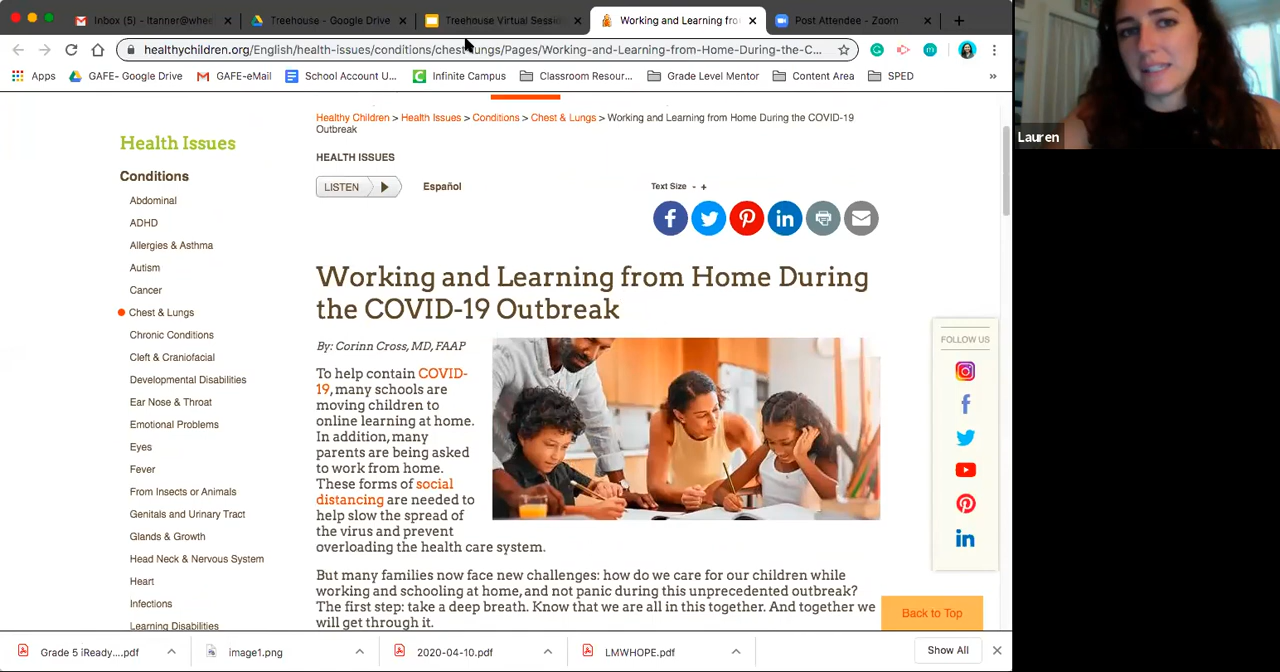 Inbox (5) - ltanner@whee
Treehouse - Google Drive
Treehouse Virtual Sessio
Working and Learning fro
Post Attendee - Zoom
healthychildren.org/English/health-issues/conditions/chest-lungs/Pages/Working-and-Learning-from-Home-During-the-C...
Apps
GAFE- Google Drive
GAFE-eMail
School Account U...
Infinite Campus
Classroom Resour...
Grade Level Mentor
Content Area
SPED
»
Lauren
Health Issues
Conditions
Abdominal
ADHD
Allergies & Asthma
Autism
Cancer
Chest & Lungs
Chronic Conditions
Cleft & Craniofacial
Developmental Disabilities
Ear Nose & Throat
Emotional Problems
Eyes
Fever
From Insects or Animals
Genitals and Urinary Tract
Glands & Growth
Head Neck & Nervous System
Heart
Infections
Learning Disabilities
Healthy Children > Health Issues > Conditions > Chest & Lungs > Working and Learning from Home During the COVID-19
Outbreak
HEALTH ISSUES
LISTEN
Español
Text Size - +
Working and Learning from Home During
the COVID-19 Outbreak
By: Corinn Cross, MD, FAAP
To help contain COVID-
19, many schools are
moving children to
online learning at home.
In addition, many
parents are being asked
to work from home.
These forms of social
distancing are needed to
help slow the spread of
the virus and prevent
overloading the health care system.
But many families now face new challenges: how do we care for our children while
working and schooling at home, and not panic during this unprecedented outbreak?
The first step: take a deep breath. Know that we are all in this together. And together we
will get through it.
FOLLOW US
Back to Top
Grade 5 iReady....pdf
image1.png
2020-04-10.pdf
LMWHOPE.pdf
Show All